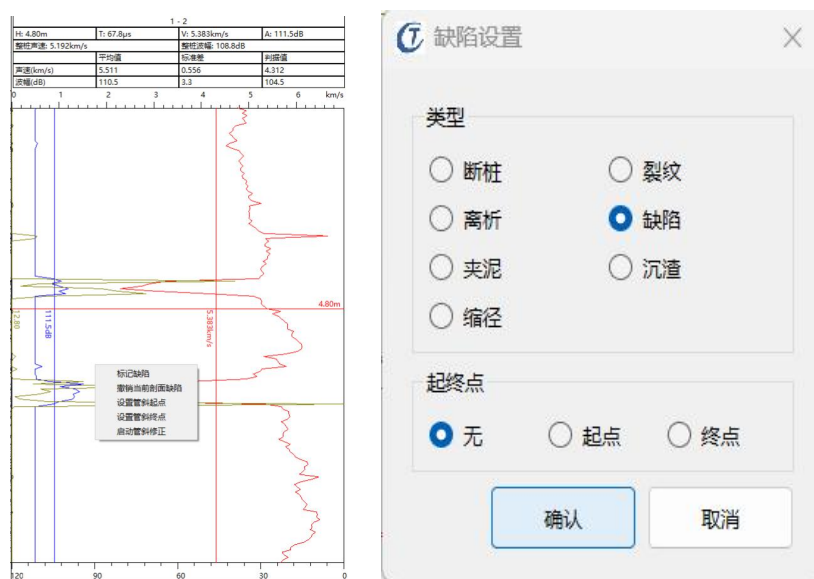 1 - 2
H: 4.80m T: 67.8μs V: 5.383km/s A: 111.5dB
整桩声速: 5.192km/s 整桩波幅: 108.8dB
平均值 标准差 判据值
声速(km/s) 5.511 0.556 4.312
波幅(dB) 110.5 3.3 104.5
0 1 2 3 4 5 6 km/s
4.80m
12.80
111.5dB
5.383km/s
标记缺陷
撤销当前剖面缺陷
设置管斜起点
设置管斜终点
启动管斜修正
120 90 60 30 0
缺陷设置
类型
断桩 裂纹
离析 缺陷
夹泥 沉渣
缩径
起终点
无 起点 终点
确认 取消